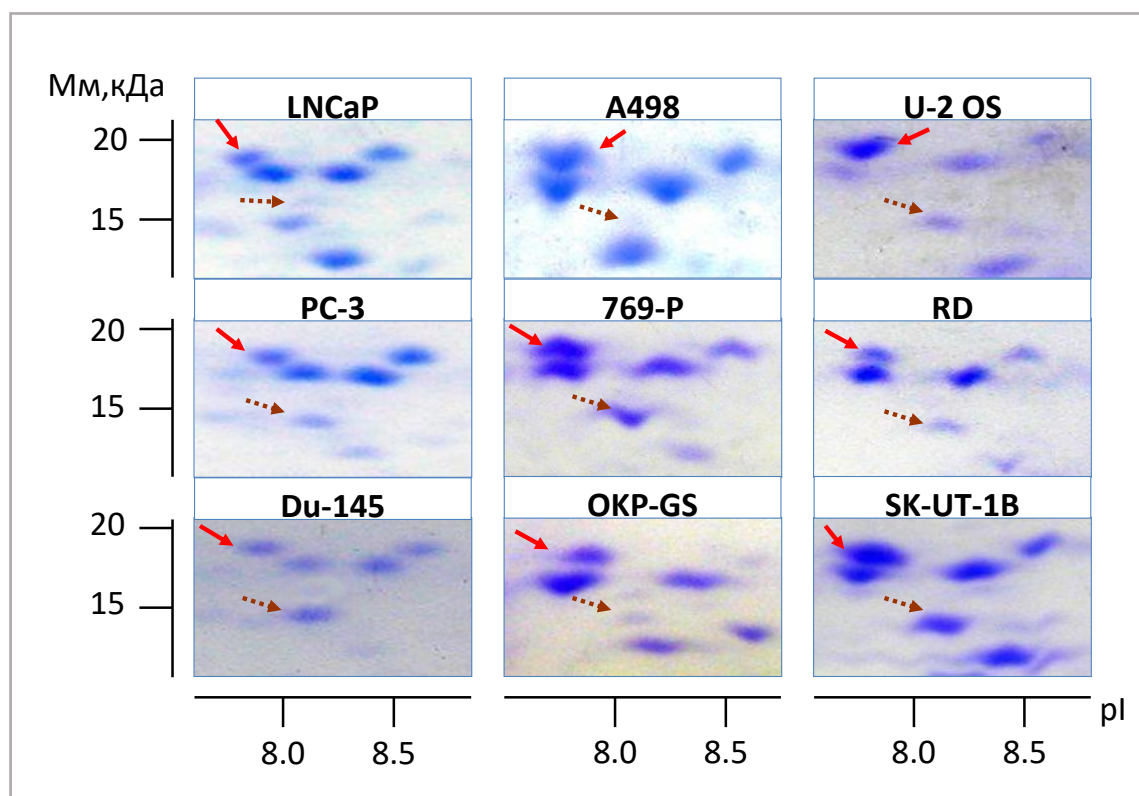 Мм,кДа
LNCaP A498 U-2 OS
20
15
PC-3 769-P RD
20
15
Du-145 OKP-GS SK-UT-1B
20
15
pI
8.0 8.5 8.0 8.5 8.0 8.5